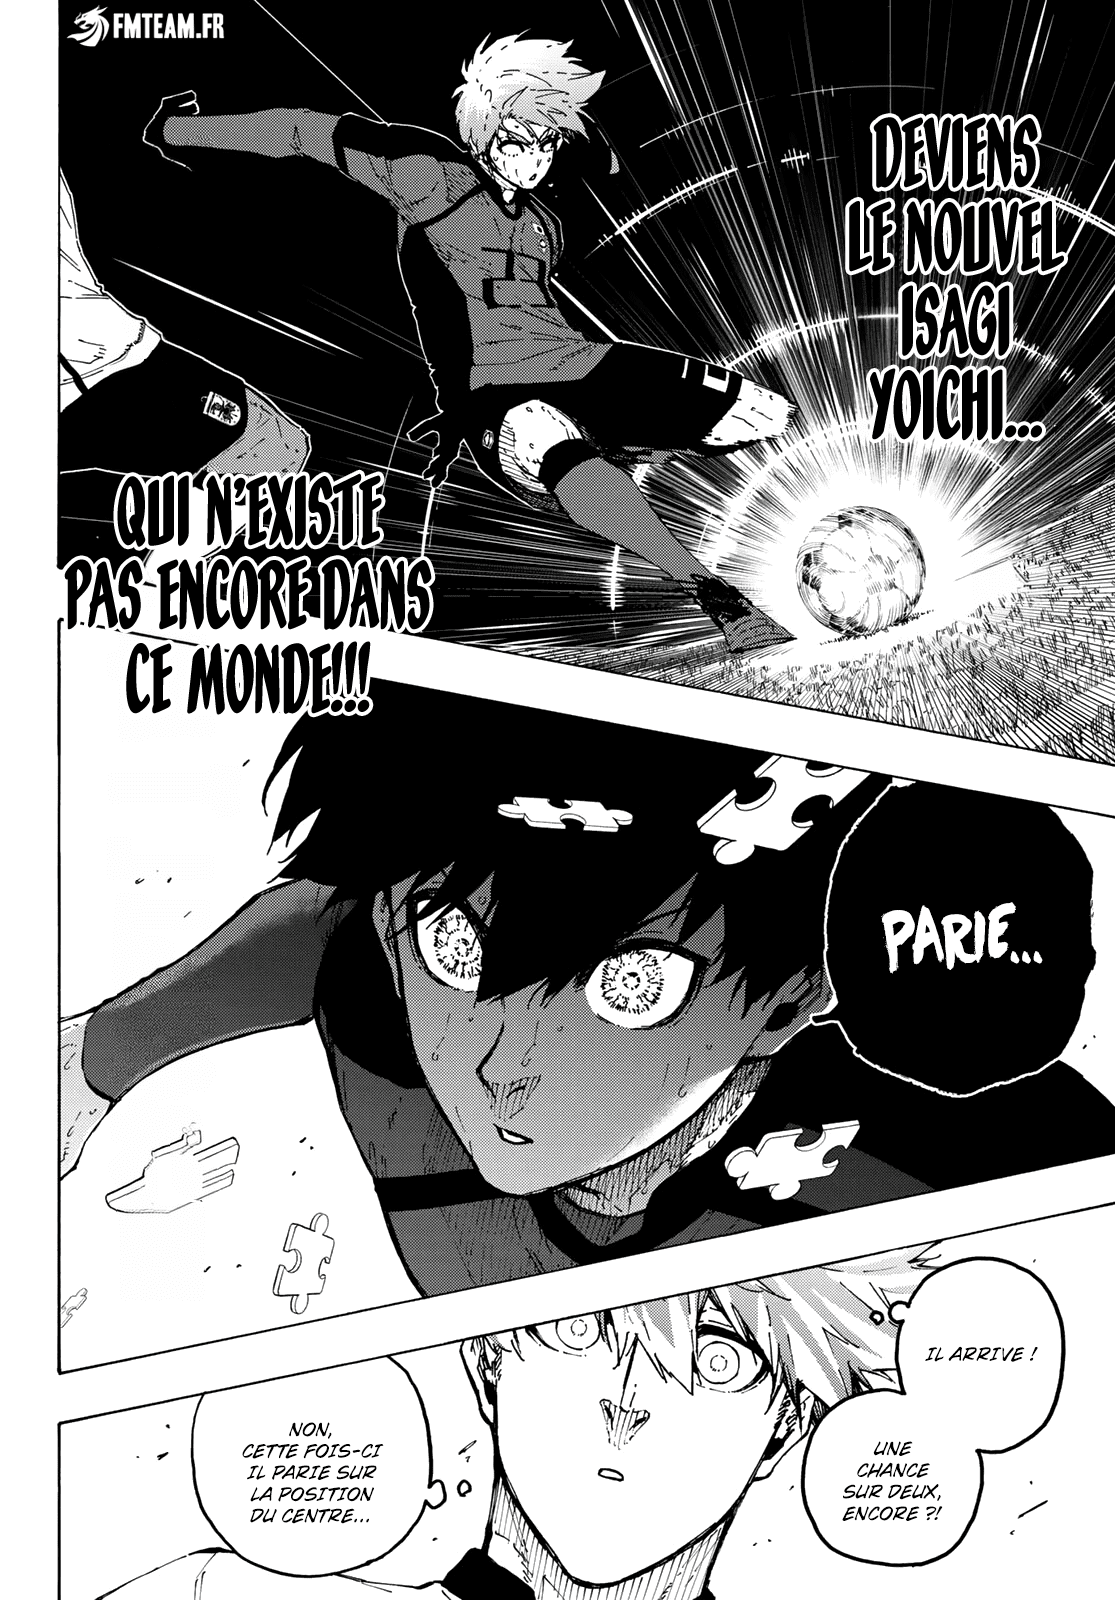 FMTEAM.FR
DEVIENS
LE NOUVEL
ISAGI
YOICHI...
QUI N'EXISTE
PAS ENCORE DANS
CE MONDE!!!
PARIE...
IL ARRIVE !
UNE
CHANCE
SUR DEUX,
ENCORE ?!
NON,
CETTE FOIS-CI
IL PARIE SUR
LA POSITION
DU CENTRE...